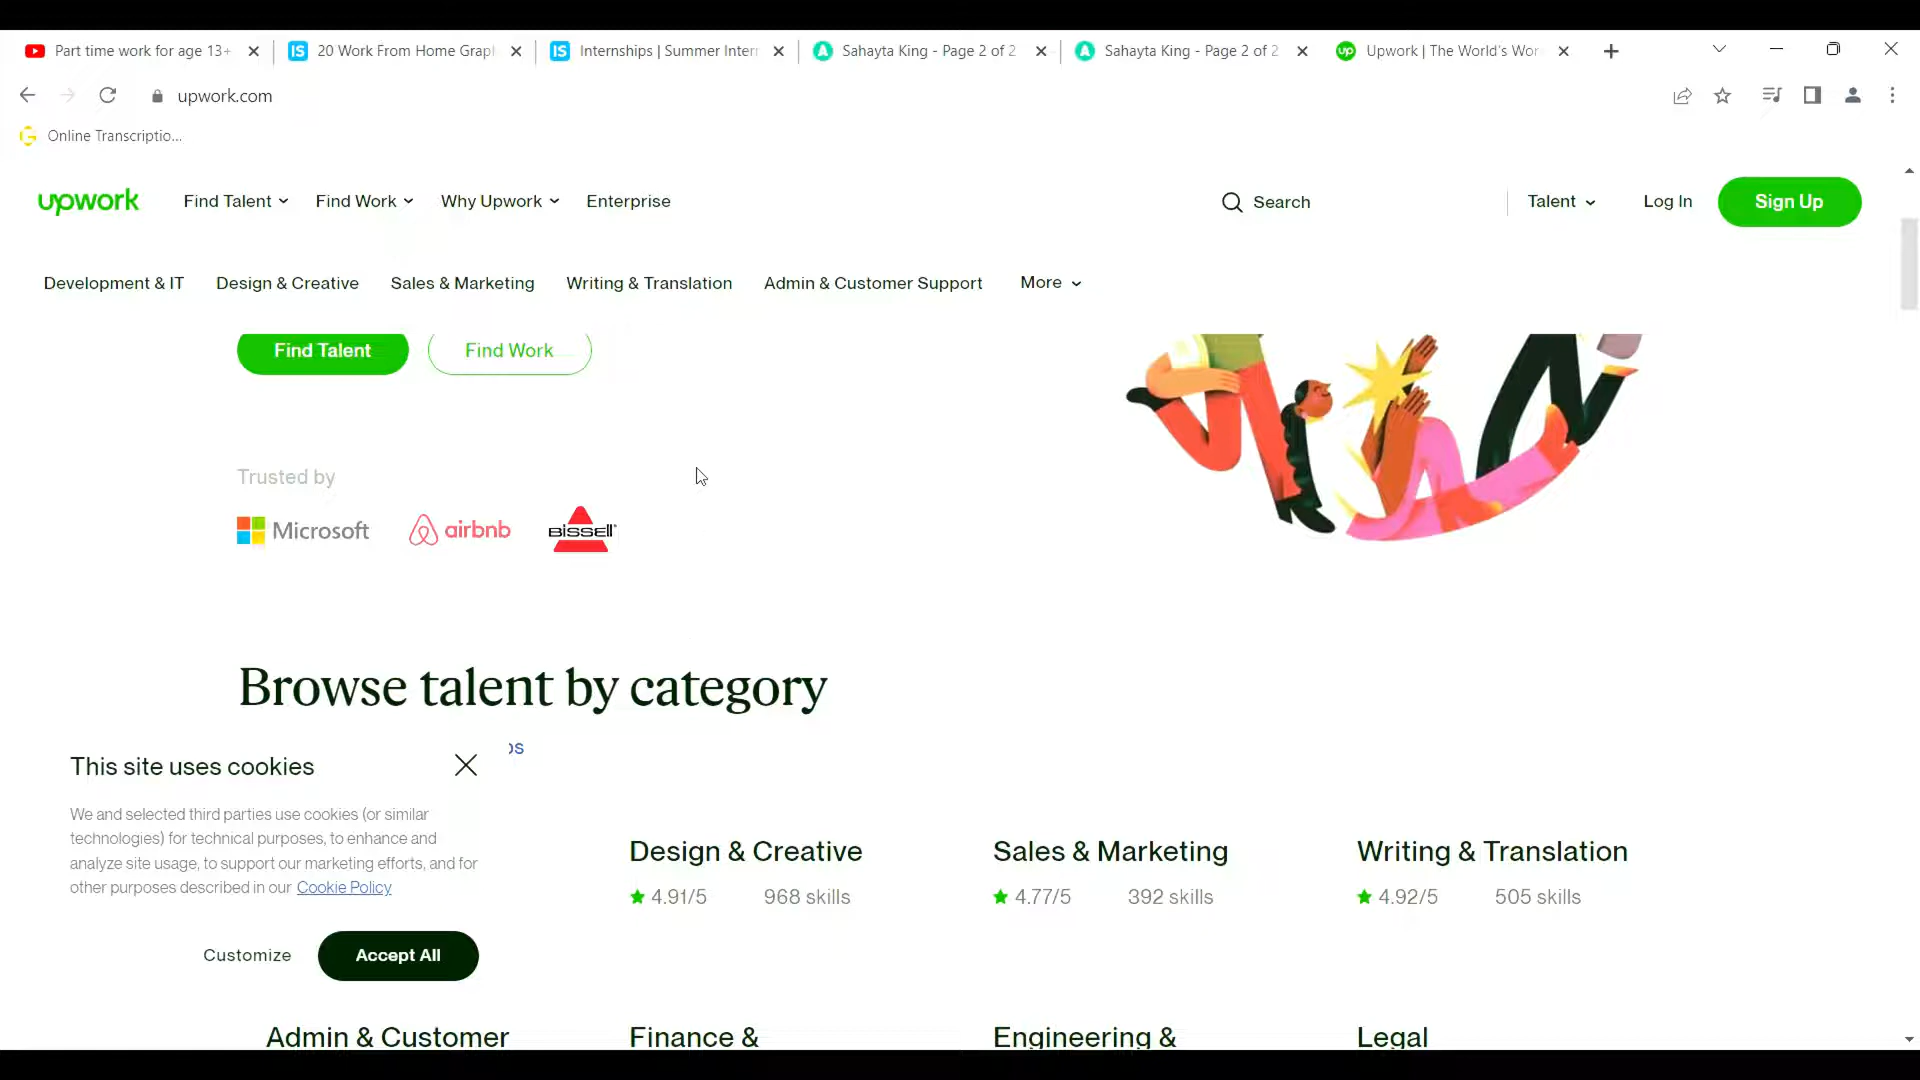 Part time work for age 13+
20 Work From Home Grap
Internships | Summer Inter
Sahayta King - Page 2 of 2
Sahayta King - Page 2 of 2
Upwork | The World's Wor
upwork.com
Online Transcriptio...
upwork
Find Talent
Find Work
Why Upwork
Enterprise
Search
Talent
Log In
Sign Up
Development & IT
Design & Creative
Sales & Marketing
Writing & Translation
Admin & Customer Support
More
Find Talent
Find Work
Trusted by
Microsoft
airbnb
BISSELL
Browse talent by category
This site uses cookies
We and selected third parties use cookies (or similar
technologies) for technical purposes, to enhance and
analyze site usage, to support our marketing efforts, and for
other purposes described in our Cookie Policy
Customize
Accept All
Design & Creative
4.91/5 968 skills
Sales & Marketing
4.77/5 392 skills
Writing & Translation
4.92/5 505 skills
Admin & Customer
Finance &
Engineering &
Legal